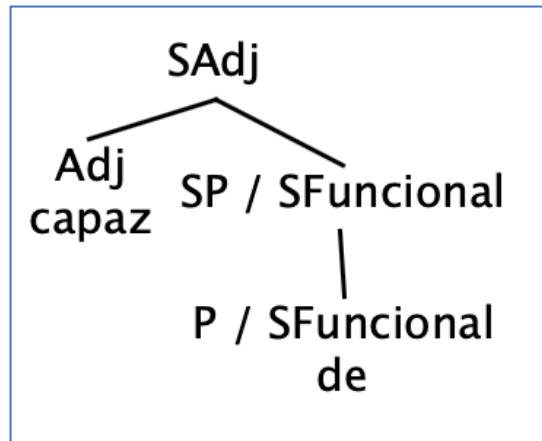 SAdj
Adj
capaz
SP / SFuncional
P / SFuncional
de